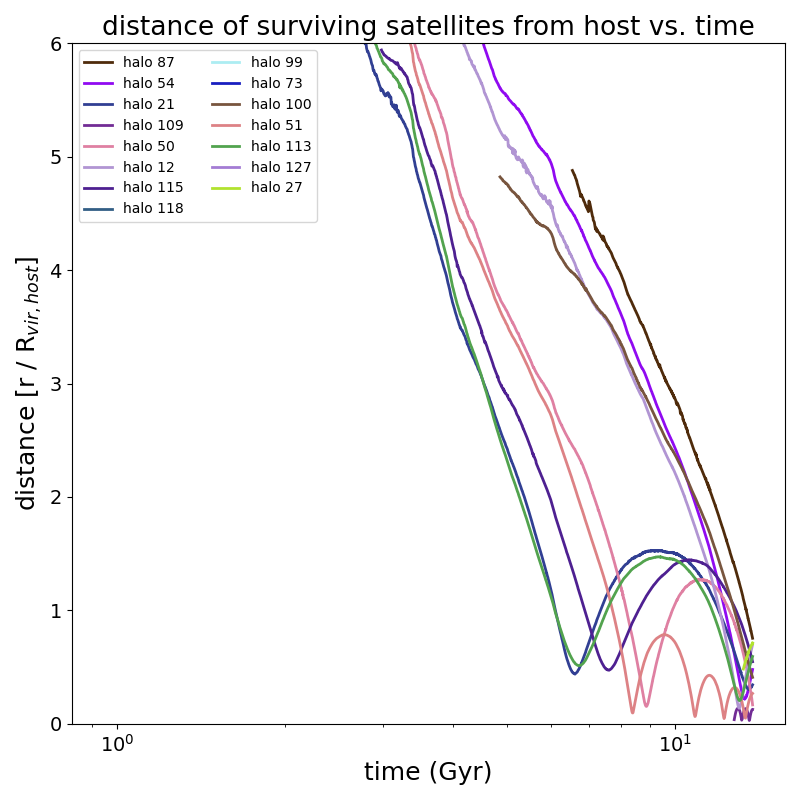 distance of surviving satellites from host vs. time
distance [r / R_{vir,host}]
6
5
4
3
2
1
0
halo 87
halo 54
halo 21
halo 109
halo 50
halo 12
halo 115
halo 118
halo 99
halo 73
halo 100
halo 51
halo 113
halo 127
halo 27
10^0
10^1
time (Gyr)